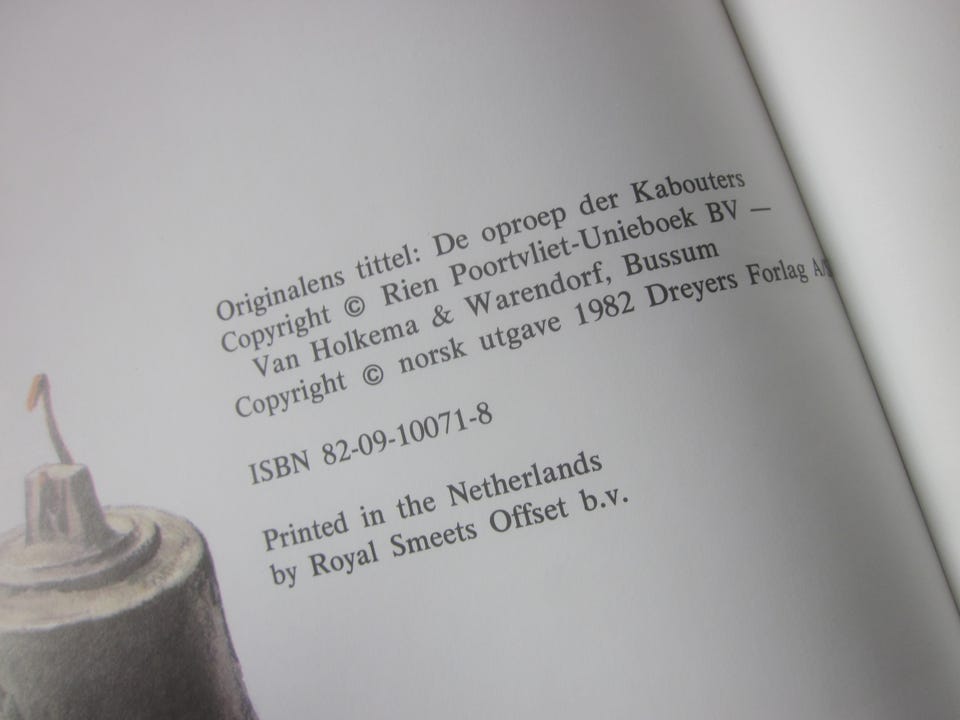 Originalens tittel: De oproep der Kabouters
Copyright © Rien Poortvliet-Unieboek BV —
Van Holkema & Warendorf, Bussum
Copyright © norsk utgave 1982 Dreyers Forlag A/S
ISBN 82-09-10071-8
Printed in the Netherlands
by Royal Smeets Offset b.v.